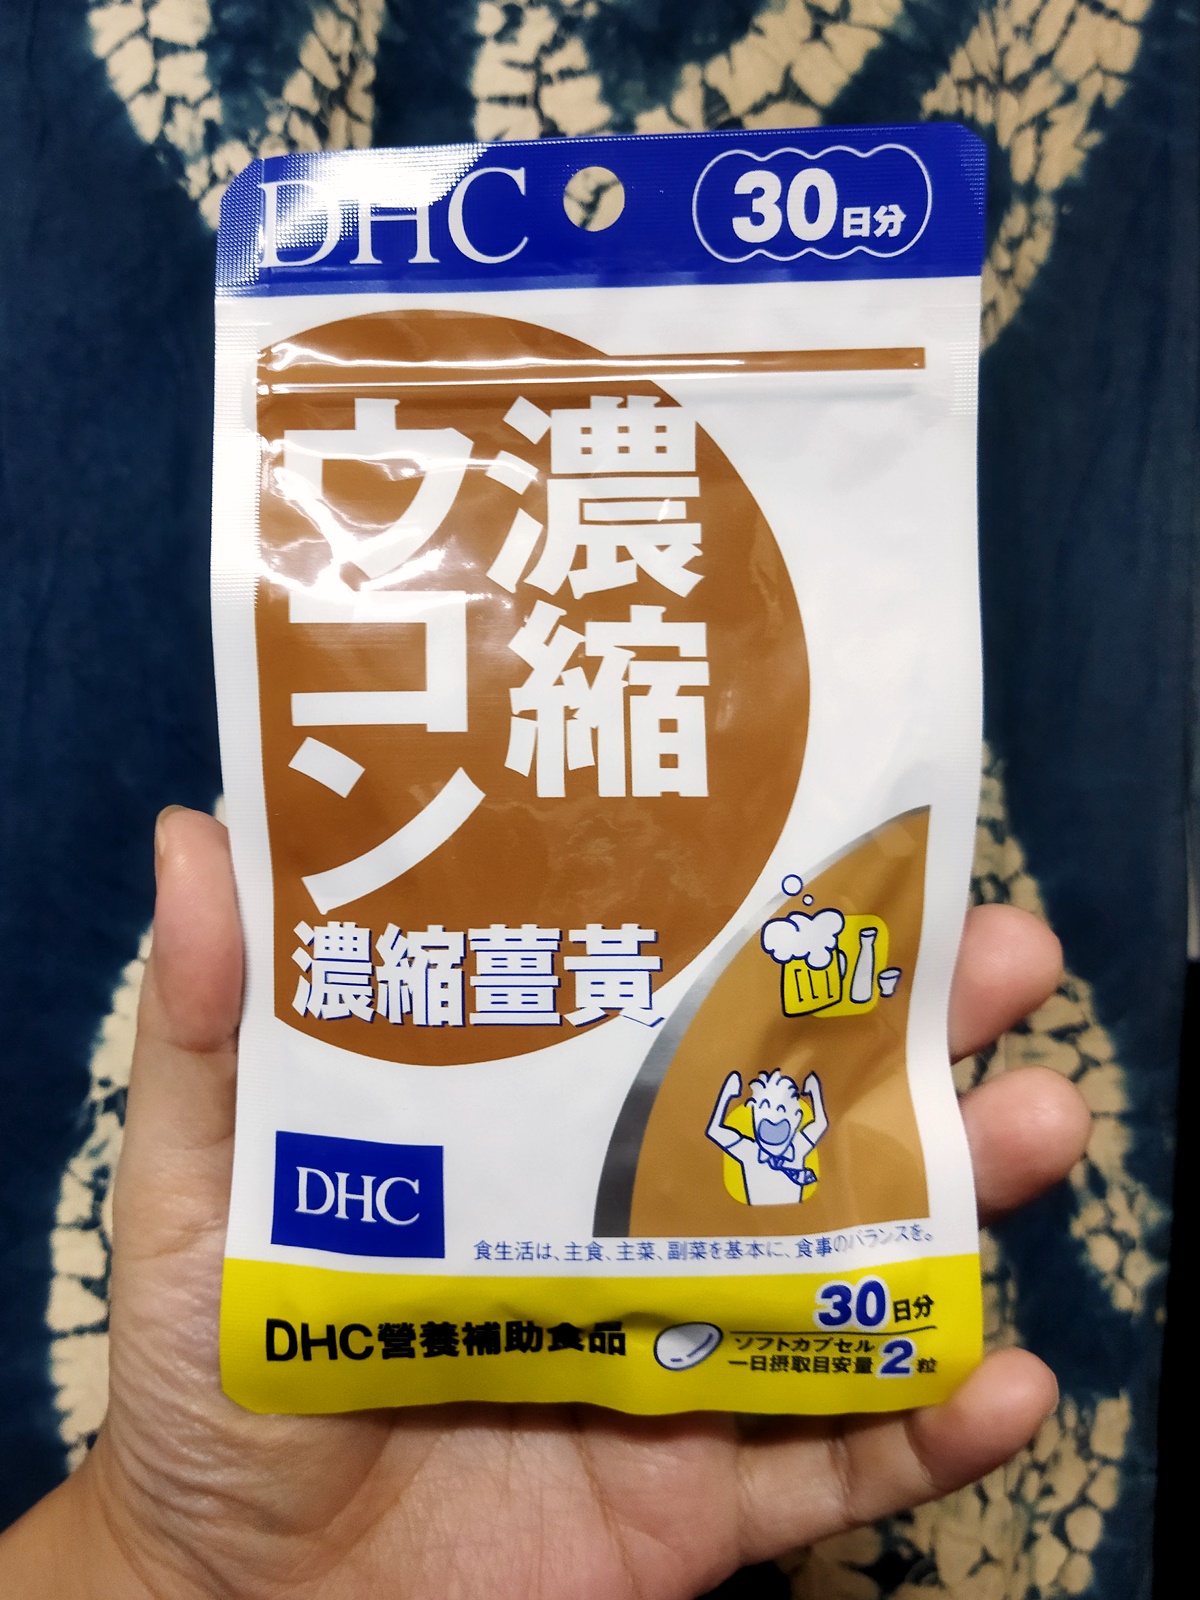 DHC
30日分
濃縮
ウコン
濃縮薑黃
DHC
食生活は、主食、主菜、副菜を基本に、食事のバランスを。
DHC營養補助食品
30日分
ソフトカプセル
一日摂取目安量 2 粒